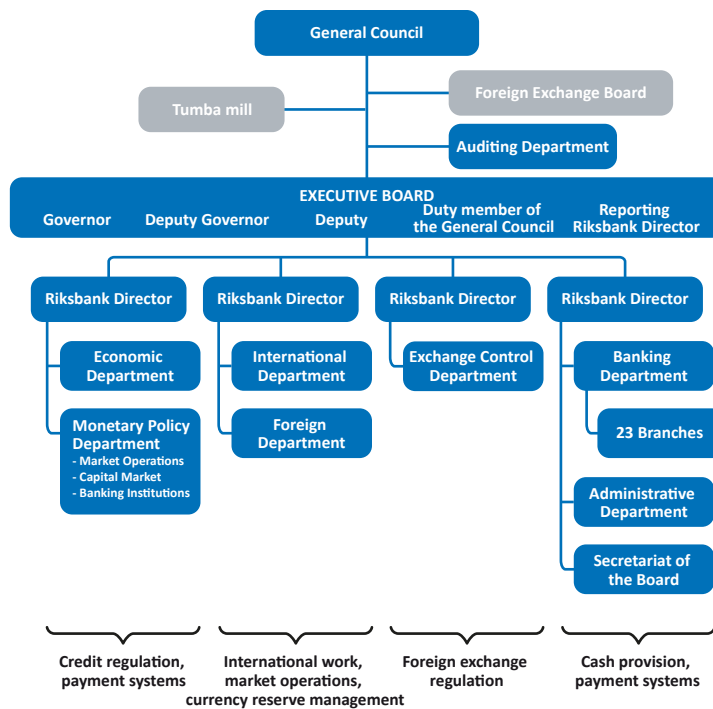 General Council
Foreign Exchange Board
Tumba mill
Auditing Department
EXECUTIVE BOARD
Governor
Deputy Governor
Deputy
Duty member of
the General Council
Reporting
Riksbank Director
Riksbank Director
Riksbank Director
Riksbank Director
Riksbank Director
Economic
Department
International
Department
Exchange Control
Department
Banking
Department
Monetary Policy
Department
- Market Operations
- Capital Market
- Banking Institutions
Foreign
Department
23 Branches
Administrative
Department
Secretariat of
the Board
Credit regulation,
payment systems
International work,
market operations,
currency reserve management
Foreign exchange
regulation
Cash provision,
payment systems